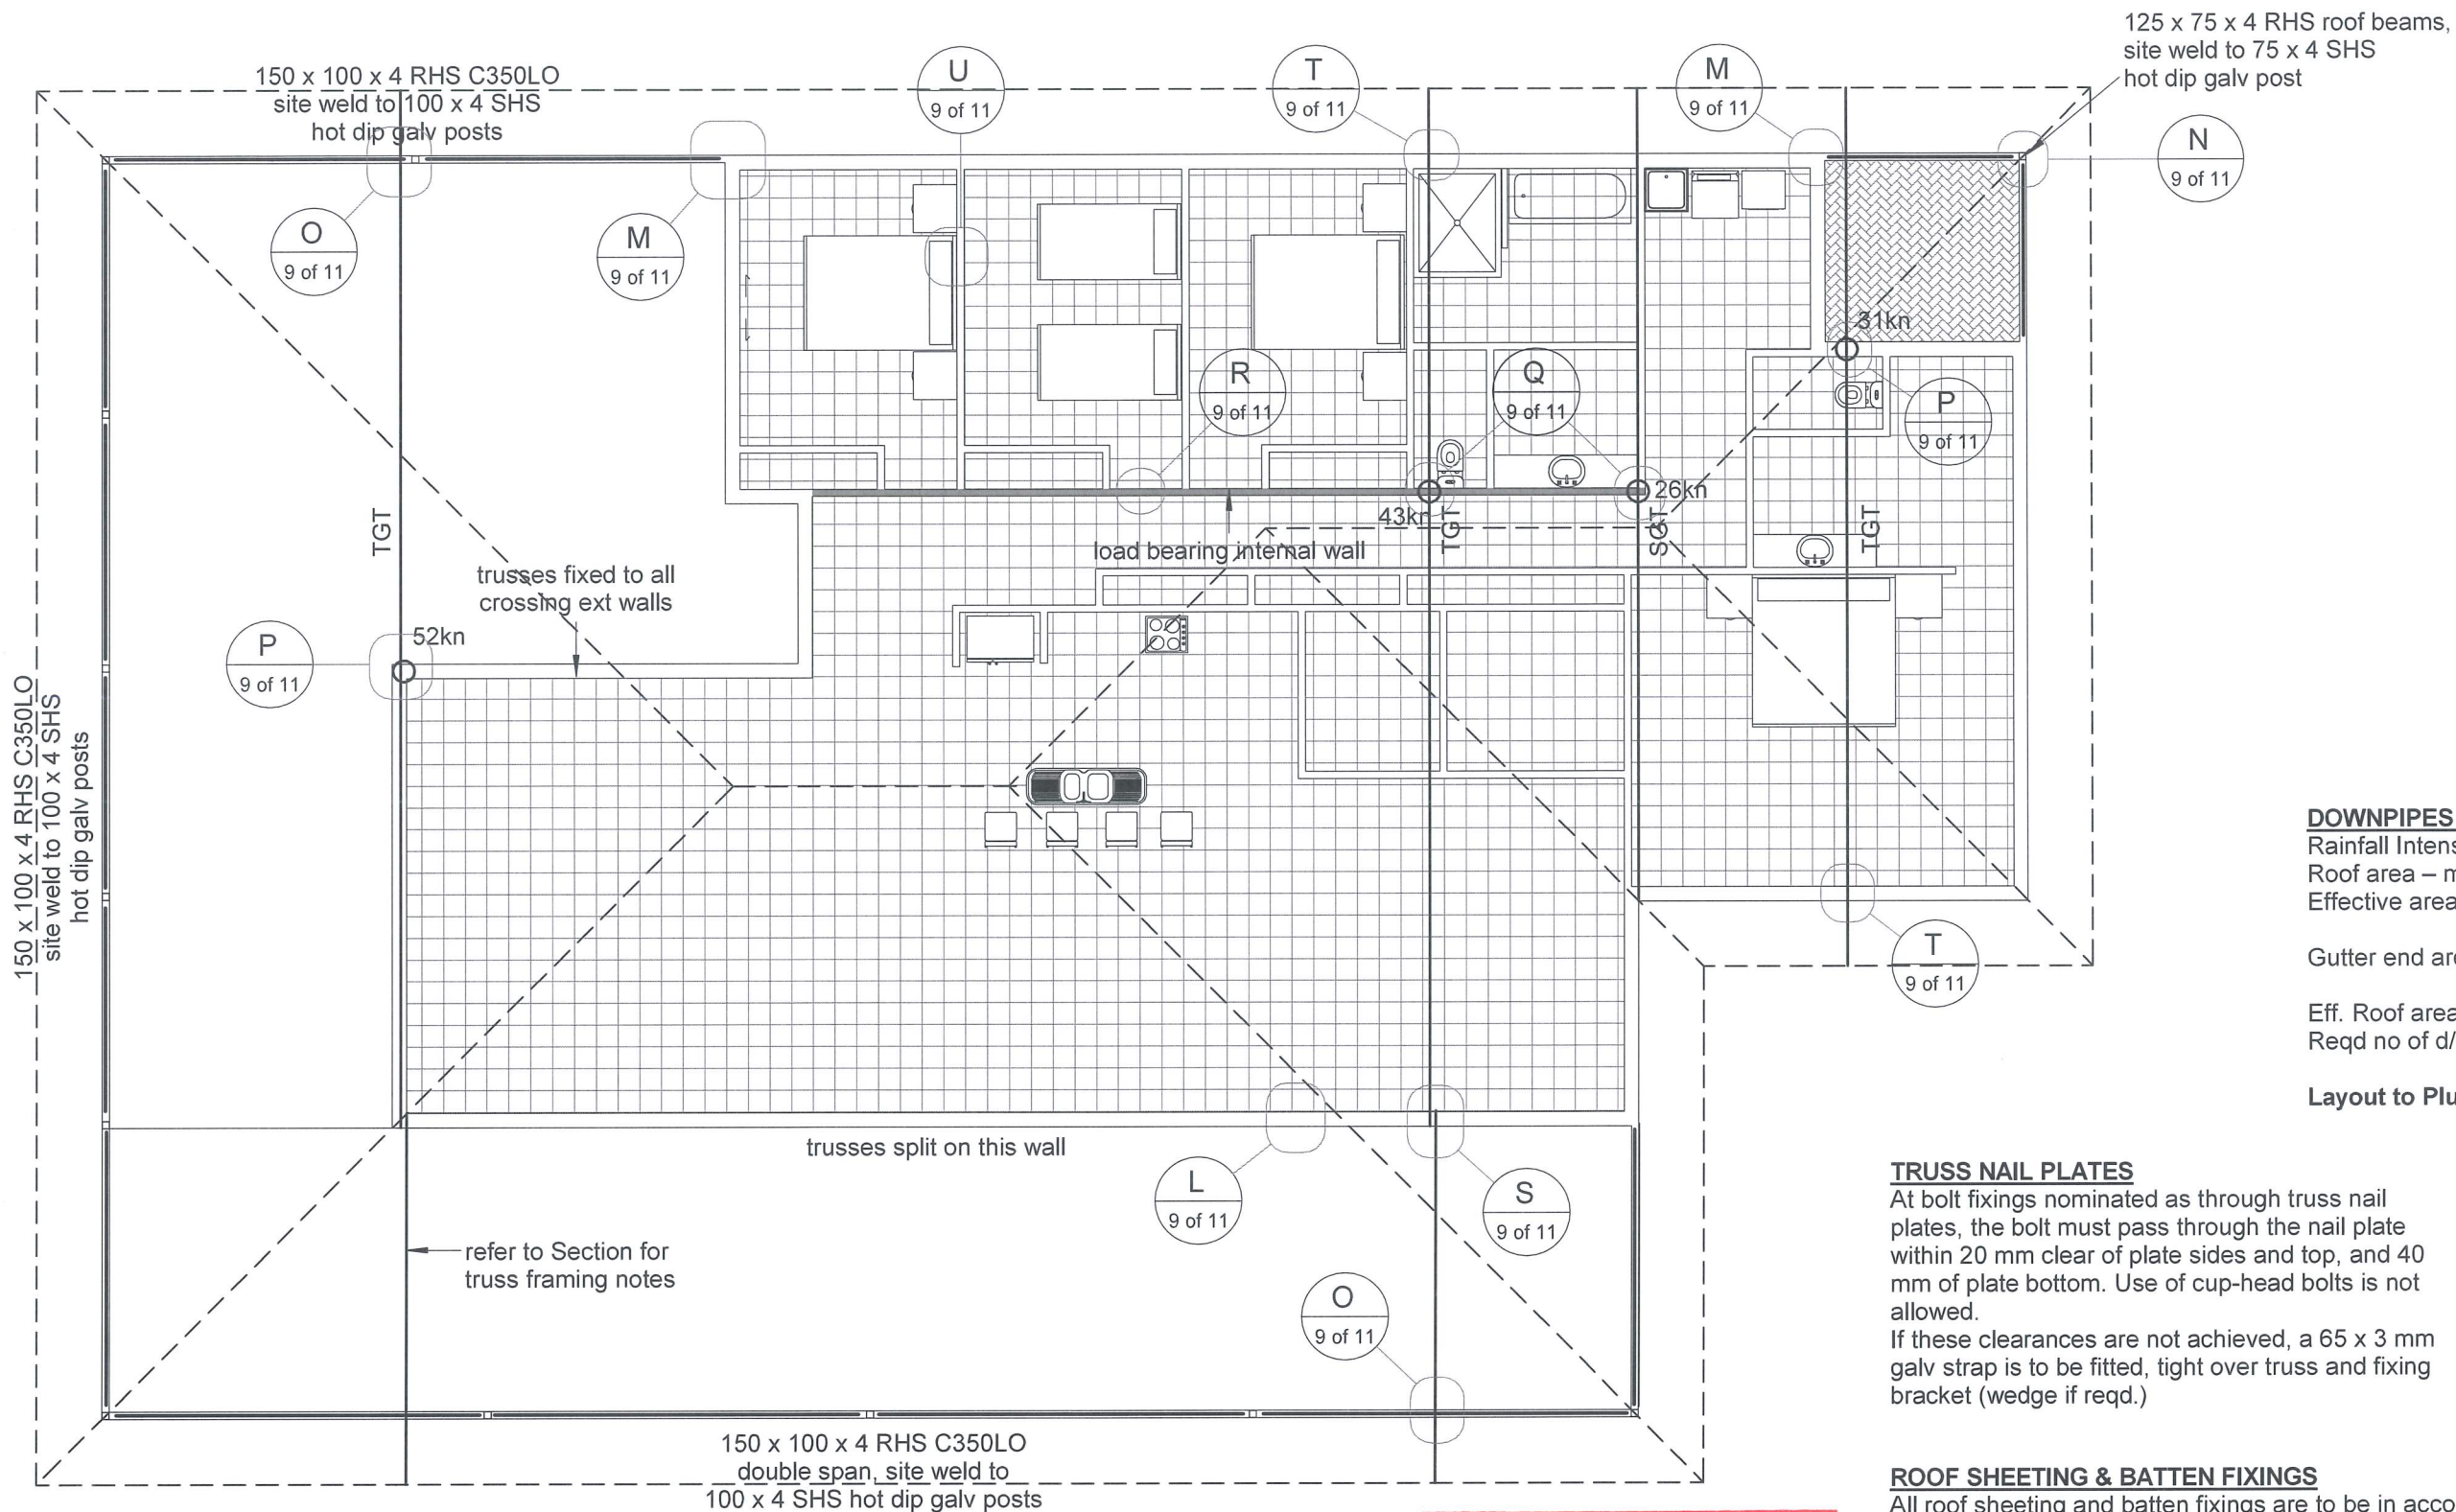 125 x 75 x 4 RHS roof beams,
site weld to 75 x 4 SHS
hot dip galv post
150 x 100 x 4 RHS C350LO
site weld to 100 x 4 SHS
hot dip galv posts
U
9 of 11
T
9 of 11
M
9 of 11
N
9 of 11
O
9 of 11
M
9 of 11
31kn
R
9 of 11
Q
9 of 11
P
9 of 11
26kn
43kn
TGT
TGT
SGT
TGT
load bearing internal wall
trusses fixed to all
crossing ext walls
52kn
P
9 of 11
150 x 100 x 4 RHS C350LO
site weld to 100 x 4 SHS
hot dip galv posts
T
9 of 11
trusses split on this wall
L
9 of 11
S
9 of 11
refer to Section for
truss framing notes
O
9 of 11
150 x 100 x 4 RHS C350LO
double span, site weld to
100 x 4 SHS hot dip galv posts
DOWNPIPES
Rainfall Intens
Roof area – m
Effective area
Gutter end are
Eff. Roof area
Reqd no of d/
Layout to Plu
TRUSS NAIL PLATES
At bolt fixings nominated as through truss nail
plates, the bolt must pass through the nail plate
within 20 mm clear of plate sides and top, and 40
mm of plate bottom. Use of cup-head bolts is not
allowed.
If these clearances are not achieved, a 65 x 3 mm
galv strap is to be fitted, tight over truss and fixing
bracket (wedge if reqd.)
ROOF SHEETING & BATTEN FIXINGS
All roof sheeting and batten fixings are to be in acco